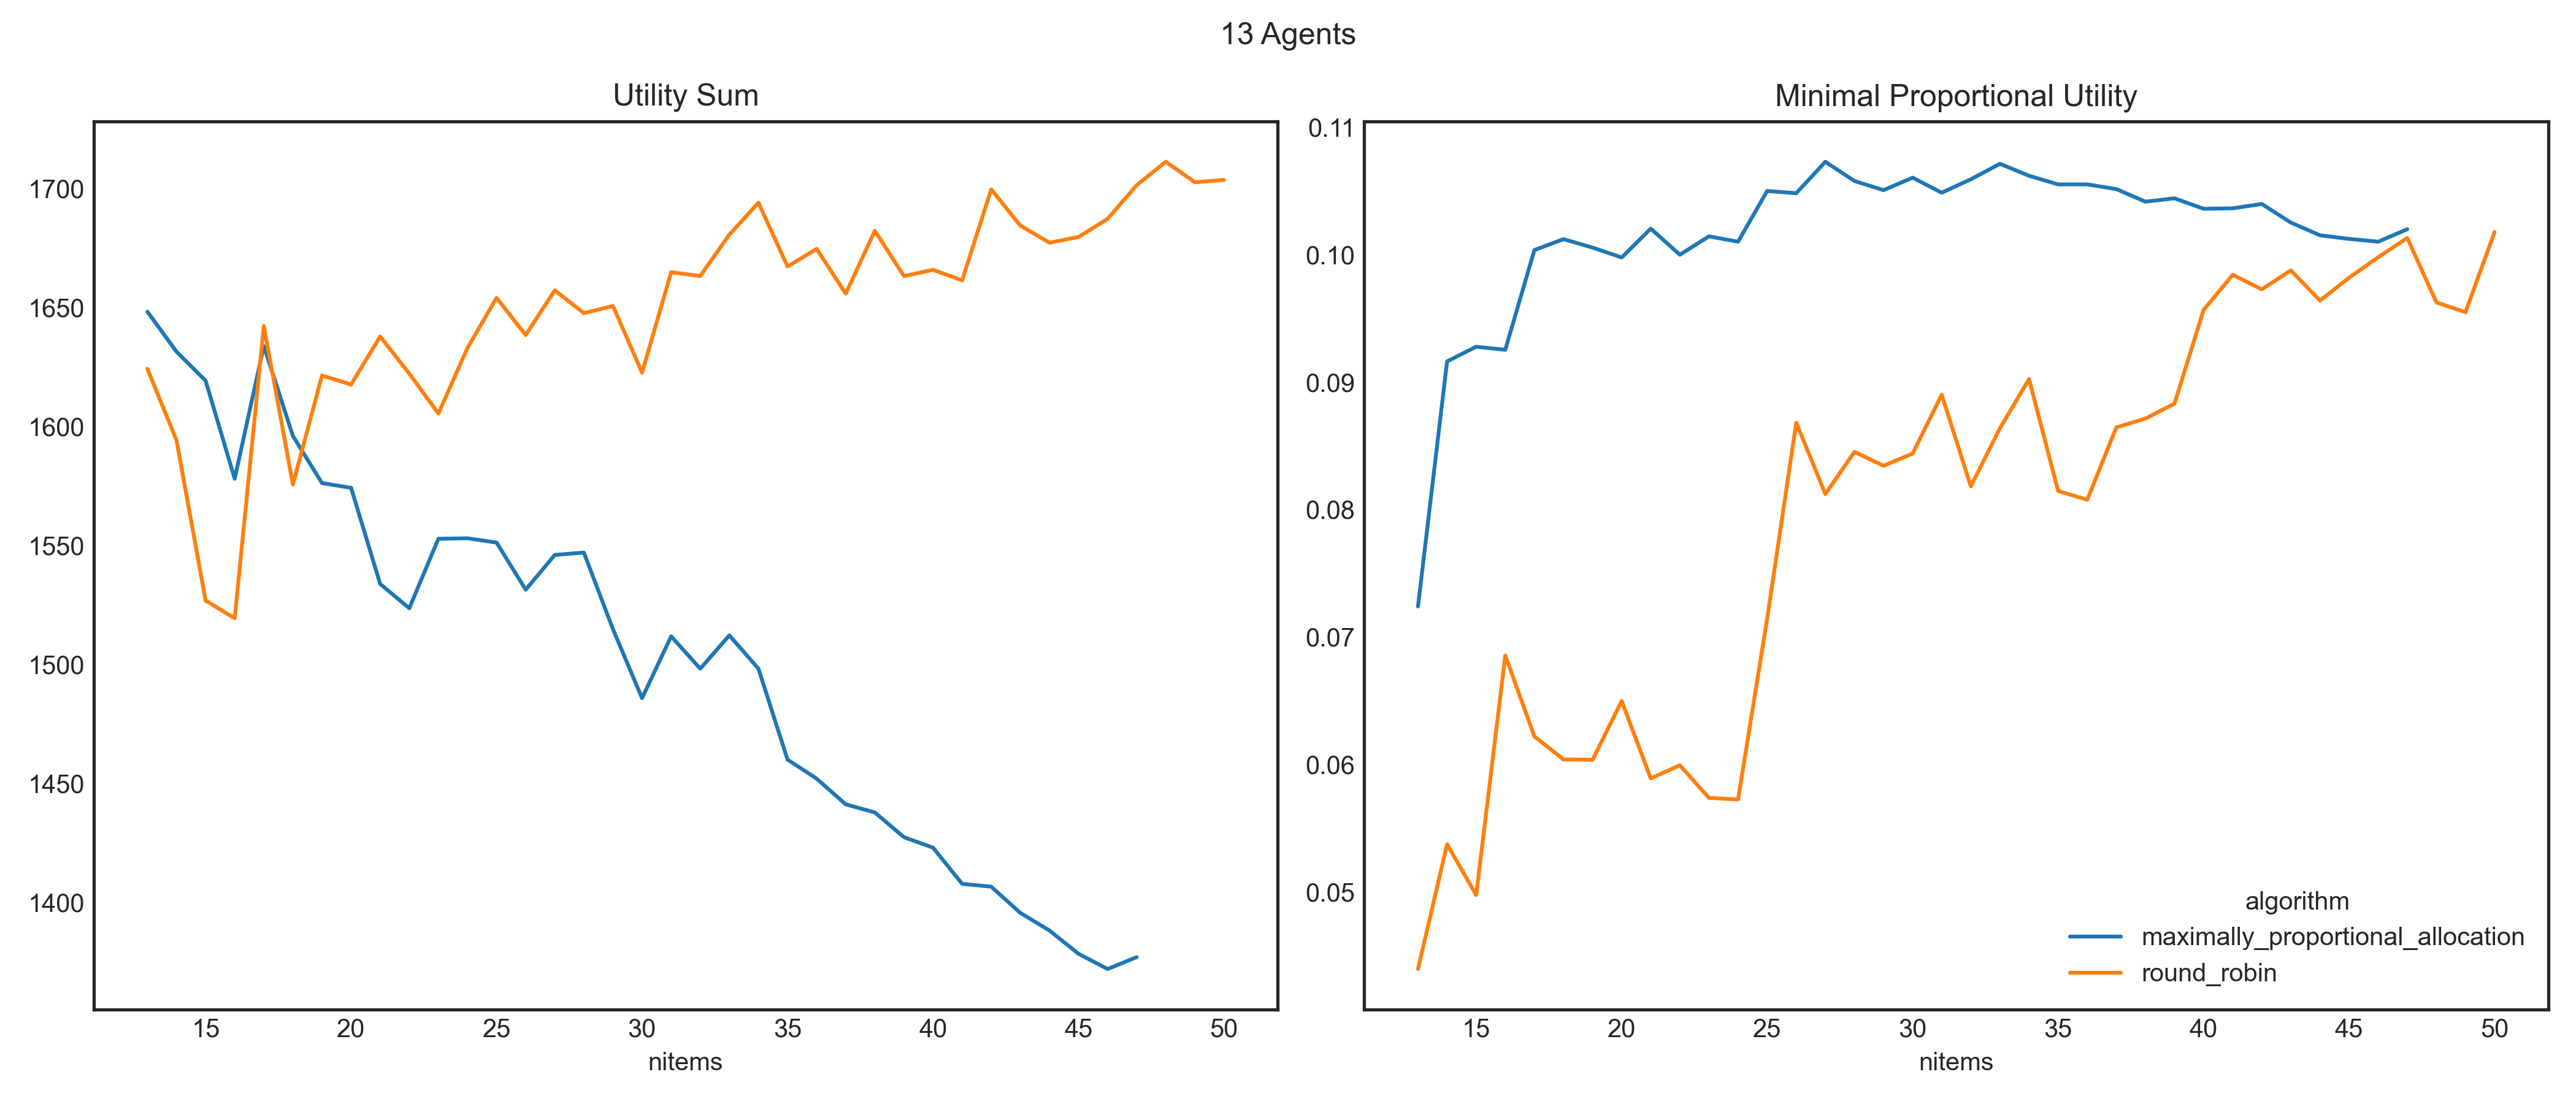 13 Agents
Utility Sum
1700
1650
1600
1550
1500
1450
1400
15 20 25 30 35 40 45 50
nitems
Minimal Proportional Utility
0.11
0.10
0.09
0.08
0.07
0.06
0.05
15 20 25 30 35 40 45 50
nitems
algorithm
maximally_proportional_allocation
round_robin